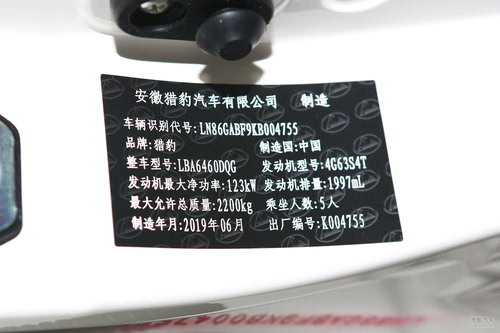 安徽猎豹汽车有限公司 制造
车辆识别代号:LN86GABF9KB004755
品牌:猎豹 制造国:中国
整车型号:LBA6460DQG 发动机型号:4G63S4T
发动机最大净功率:123kW 发动机排量:1997mL
最大允许总质量:2200kg 乘坐人数:5人
制造年月:2019年06月 出厂编号:K004755